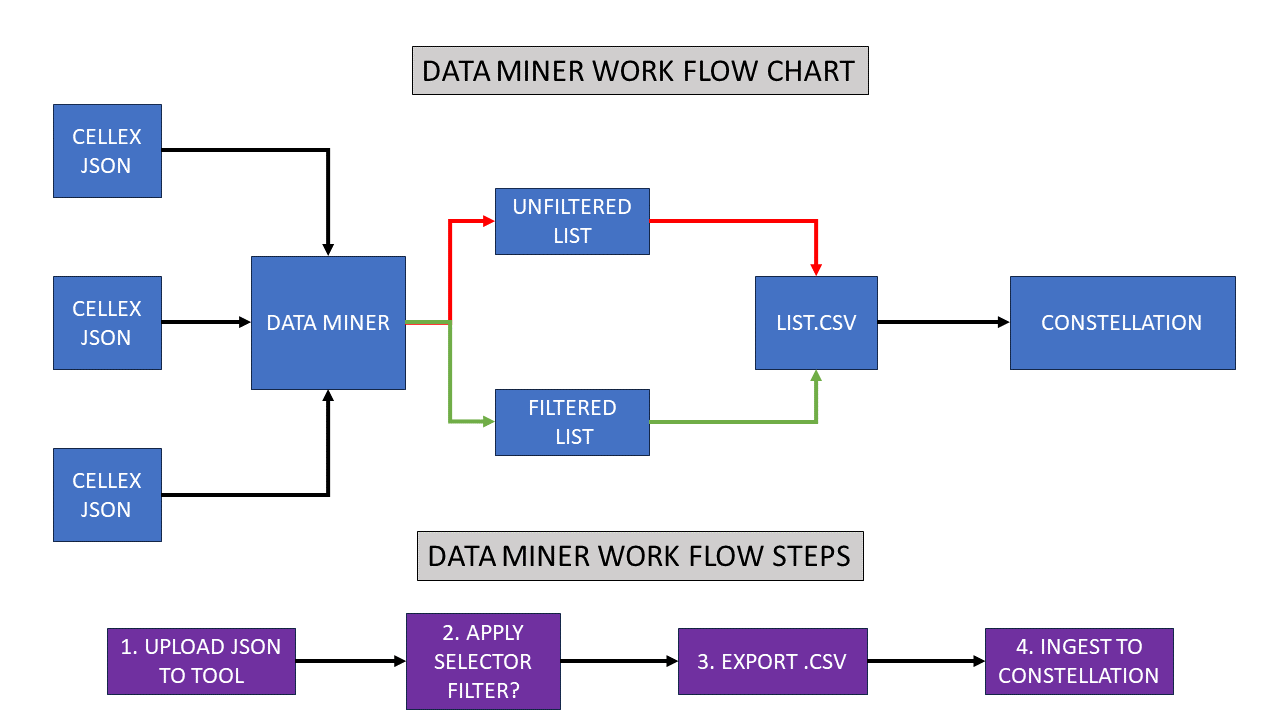 DATA MINER WORK FLOW CHART
CELLEX
JSON
CELLEX
JSON
CELLEX
JSON
DATA MINER
UNFILTERED
LIST
FILTERED
LIST
LIST.CSV
CONSTELLATION
DATA MINER WORK FLOW STEPS
1. UPLOAD JSON
TO TOOL
2. APPLY
SELECTOR
FILTER?
3. EXPORT .CSV
4. INGEST TO
CONSTELLATION